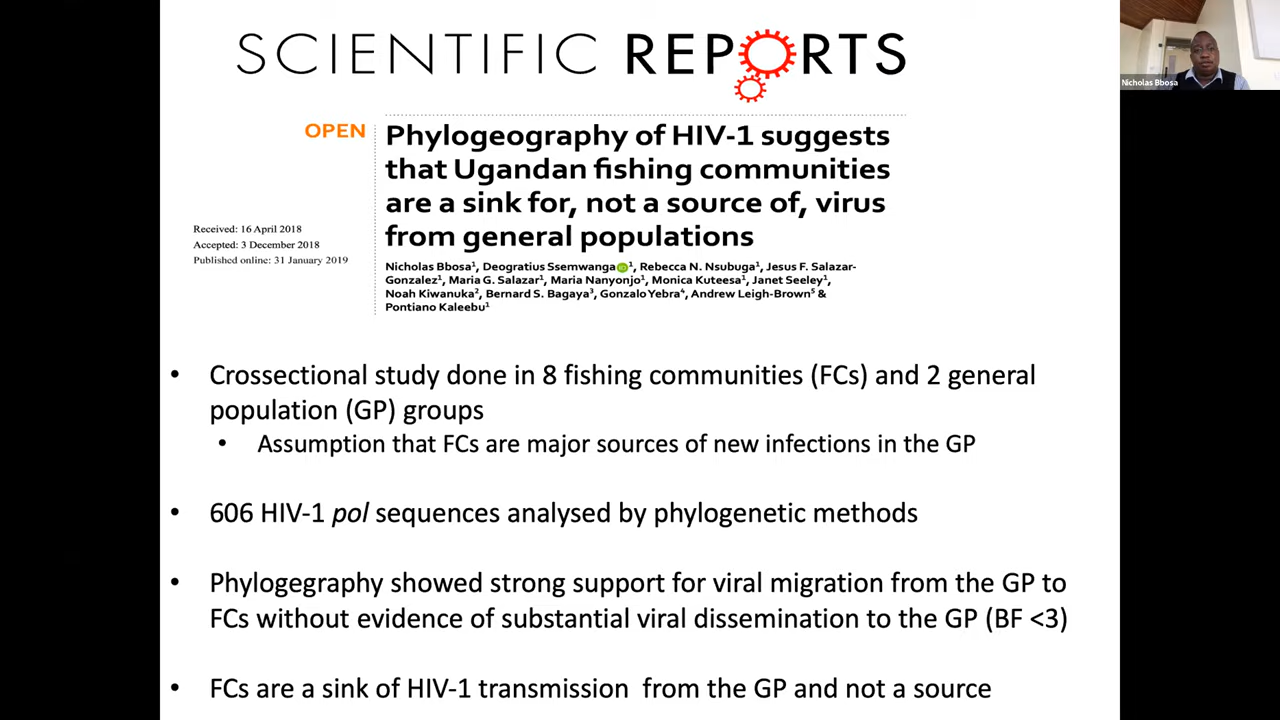 SCIENTIFIC REPORTS
Nicholas Bbosa
OPEN
Phylogeography of HIV-1 suggests
that Ugandan fishing communities
are a sink for, not a source of, virus
from general populations
Received: 16 April 2018
Accepted: 3 December 2018
Published online: 31 January 2019
Nicholas Bbosa¹, Deogratius Ssemwanga¹, Rebecca N. Nsubuga¹, Jesus F. Salazar-
Gonzalez¹, Maria G. Salazar¹, Maria Nanyonjo¹, Monica Kuteesa¹, Janet Seeley¹,
Noah Kiwanuka², Bernard S. Bagaya³, Gonzalo Yebra⁴, Andrew Leigh-Brown⁵ &
Pontiano Kaleebu¹
• Crossectional study done in 8 fishing communities (FCs) and 2 general
population (GP) groups
• Assumption that FCs are major sources of new infections in the GP
• 606 HIV-1 pol sequences analysed by phylogenetic methods
• Phylogegraphy showed strong support for viral migration from the GP to
FCs without evidence of substantial viral dissemination to the GP (BF <3)
• FCs are a sink of HIV-1 transmission from the GP and not a source